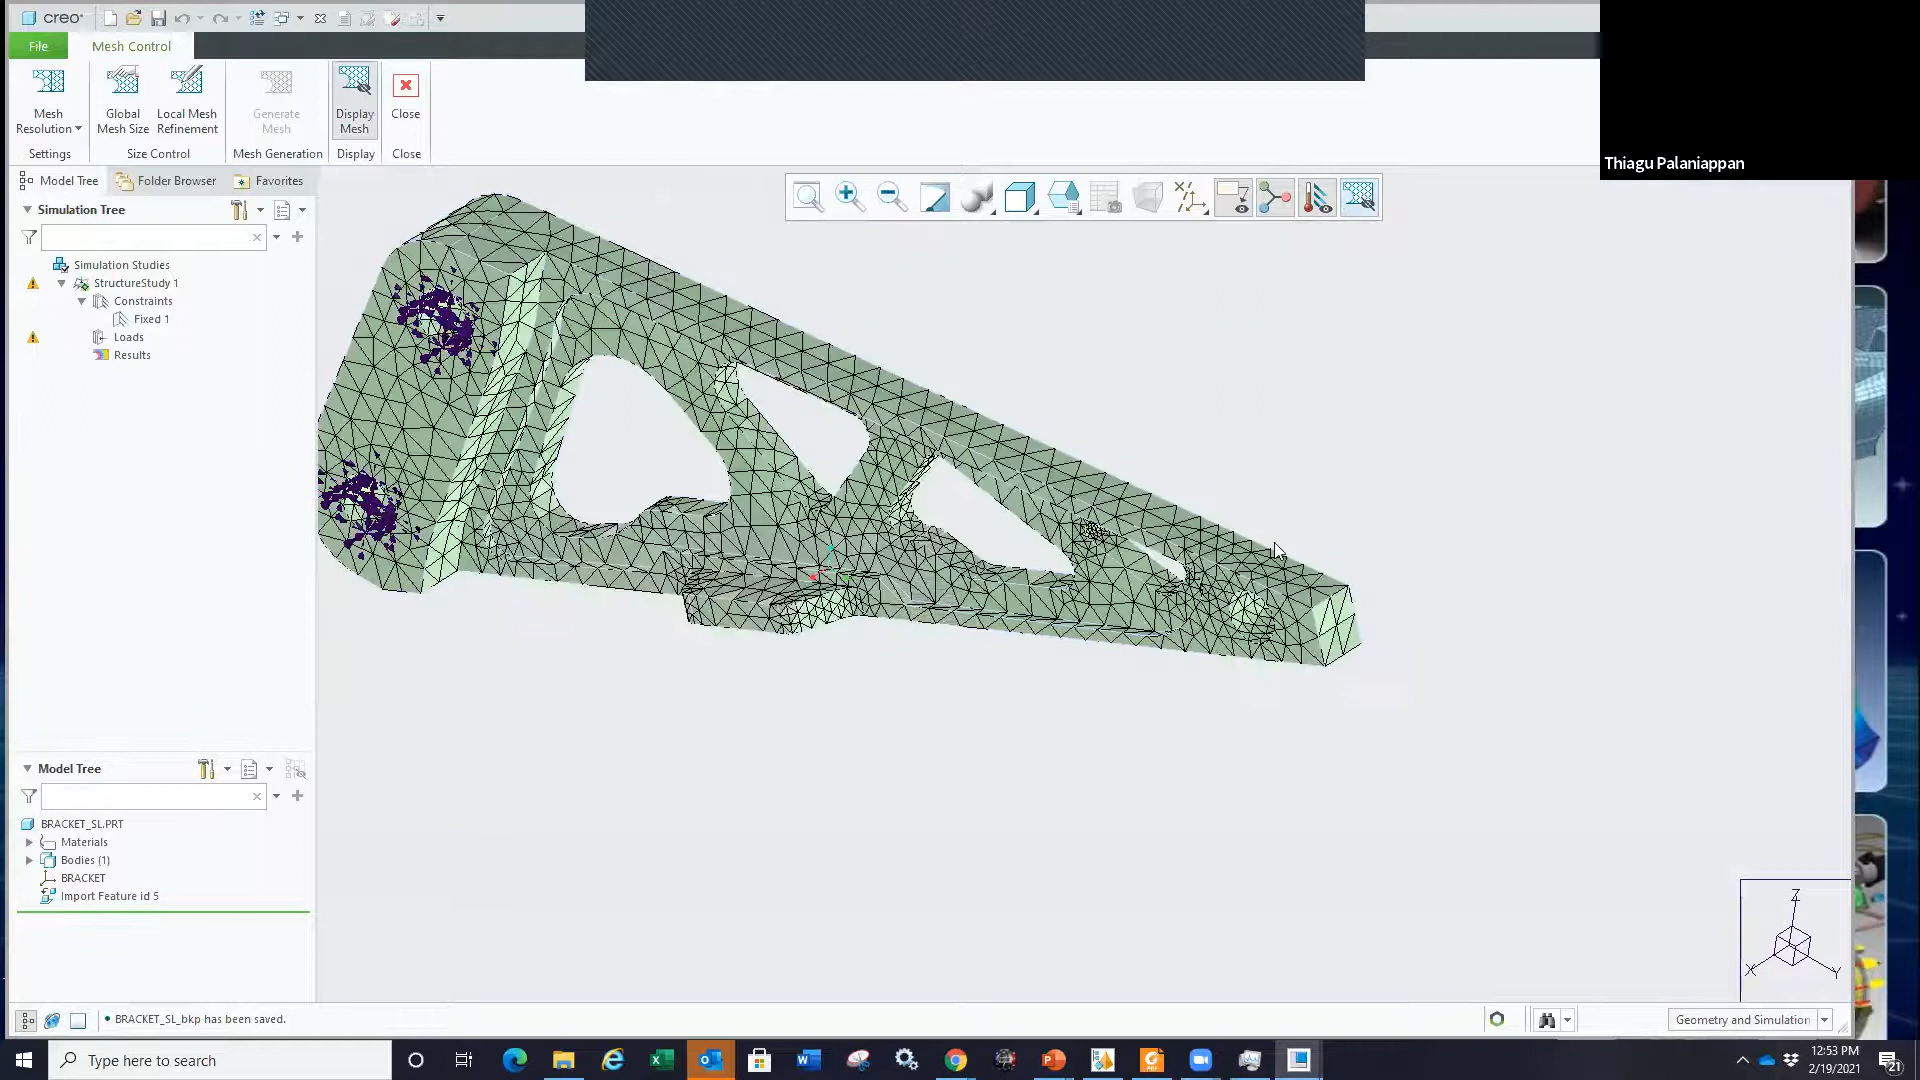 creo®
File
Mesh Control
Mesh
Resolution
Global
Mesh Size
Local Mesh
Refinement
Generate
Mesh
Display
Mesh
Close
Settings
Size Control
Mesh Generation
Display
Close
Thiagu Palaniappan
Model Tree
Folder Browser
Favorites
Simulation Tree
Simulation Studies
StructureStudy 1
Constraints
Fixed 1
Loads
Results
Model Tree
BRACKET_SL.PRT
Materials
Bodies (1)
BRACKET
Import Feature id 5
Z
X
Y
BRACKET_SL_bkp has been saved.
Geometry and Simulation
Type here to search
12:53 PM
2/19/2021
21